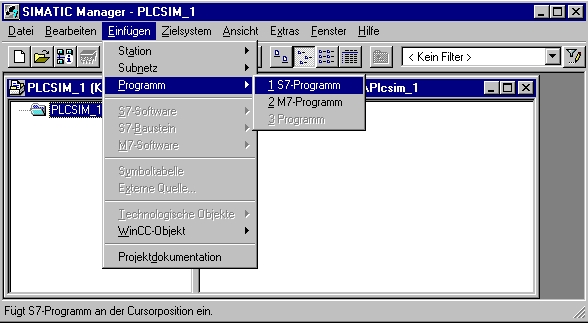 SIMATIC Manager - PLCSIM_1
Datei Bearbeiten Einfügen Zielsystem Ansicht Extras Fenster Hilfe
< Kein Filter >
Station
Subnetz
Programm
S7-Software
S7-Baustein
M7-Software
Symboltabelle
Externe Quelle...
Technologische Objekte
WinCC-Objekt
Projektdokumentation
1 S7-Programm
2 M7-Programm
3 Programm
PLCSIM_1 (K
\Plcsim_1
PLCSIM_1
Fügt S7-Programm an der Cursorposition ein.